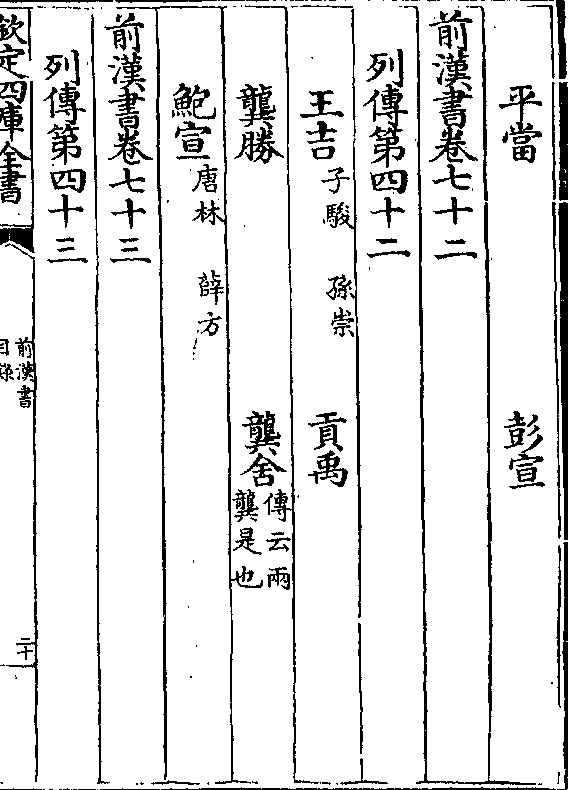 平當　彭宣
前漢書卷七十二
列傳第四十二
王吉 子駿 孫崇　貢禹
龔勝　龔舍 傳云兩龔是也
鮑宣 唐林 薛方
前漢書卷七十三
列傳第四十三
欽定四庫全書
前漢書
目錄
二十